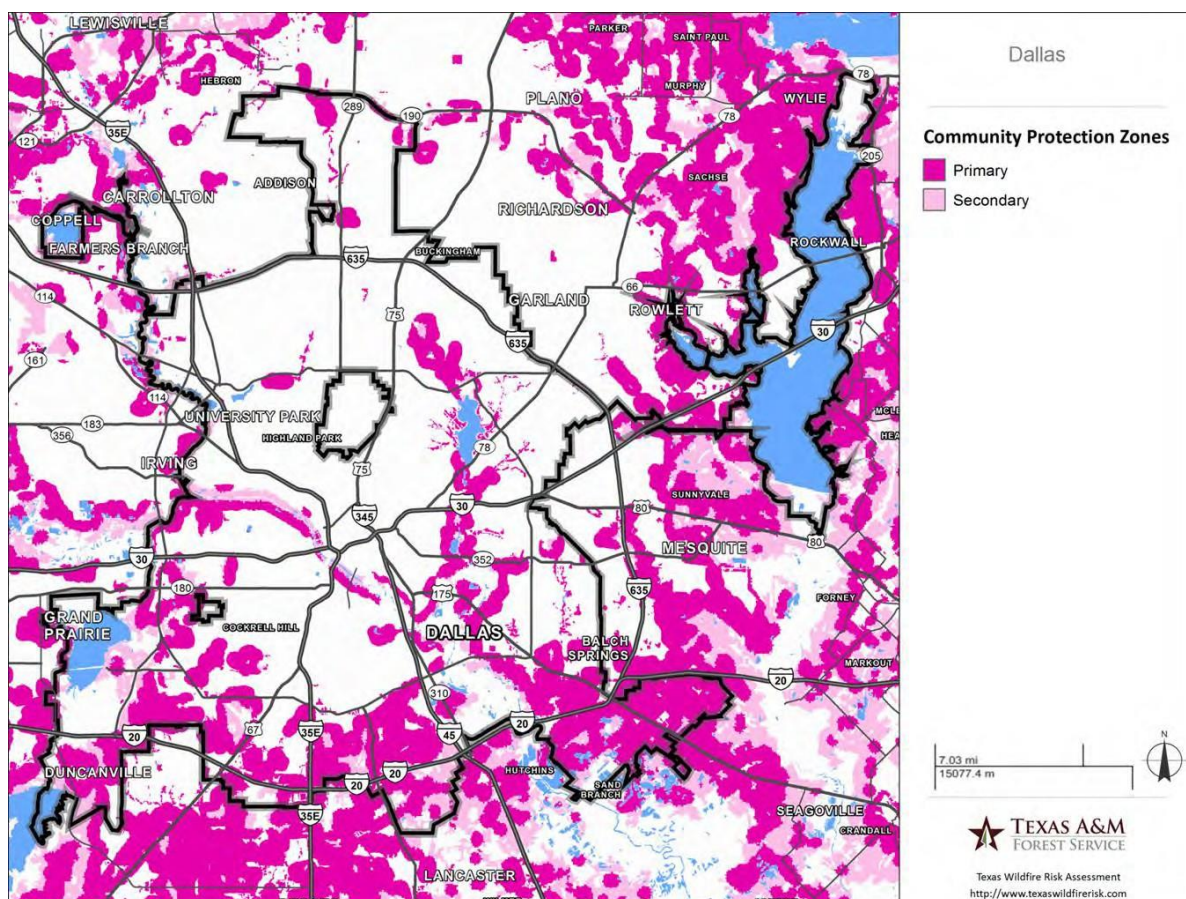 LEWISVILLE
PARKER
SAINT PAUL
HEBRON
MURPHY
78
WYLIE
PLANO
289
190
78
35E
121
205
ADDISON
SACHSE
CARROLLTON
COPPELL
RICHARDSON
ROCKWALL
FARMERS BRANCH
BUCKINGHAM
635
114
66
GARLAND
ROWLETT
75
30
635
161
114
UNIVERSITY PARK
183
HIGHLAND PARK
78
356
IRVING
75
SUNNYVALE
30
80
345
MESQUITE
80
30
352
180
175
635
FORNEY
GRAND
PRAIRIE
COCKRELL HILL
DALLAS
BALCH
SPRINGS
MARKOUT
20
310
20
67
35E
45
20
DUNCANVILLE
20
20
HUTCHINS
SAND
BRANCH
35E
SEAGOVILLE
CRANDALL
LANCASTER
Dallas
Community Protection Zones
Primary
Secondary
N
7.03 mi
15077.4 m
TEXAS A&M
FOREST SERVICE
Texas Wildfire Risk Assessment
http://www.texaswildfirerisk.com